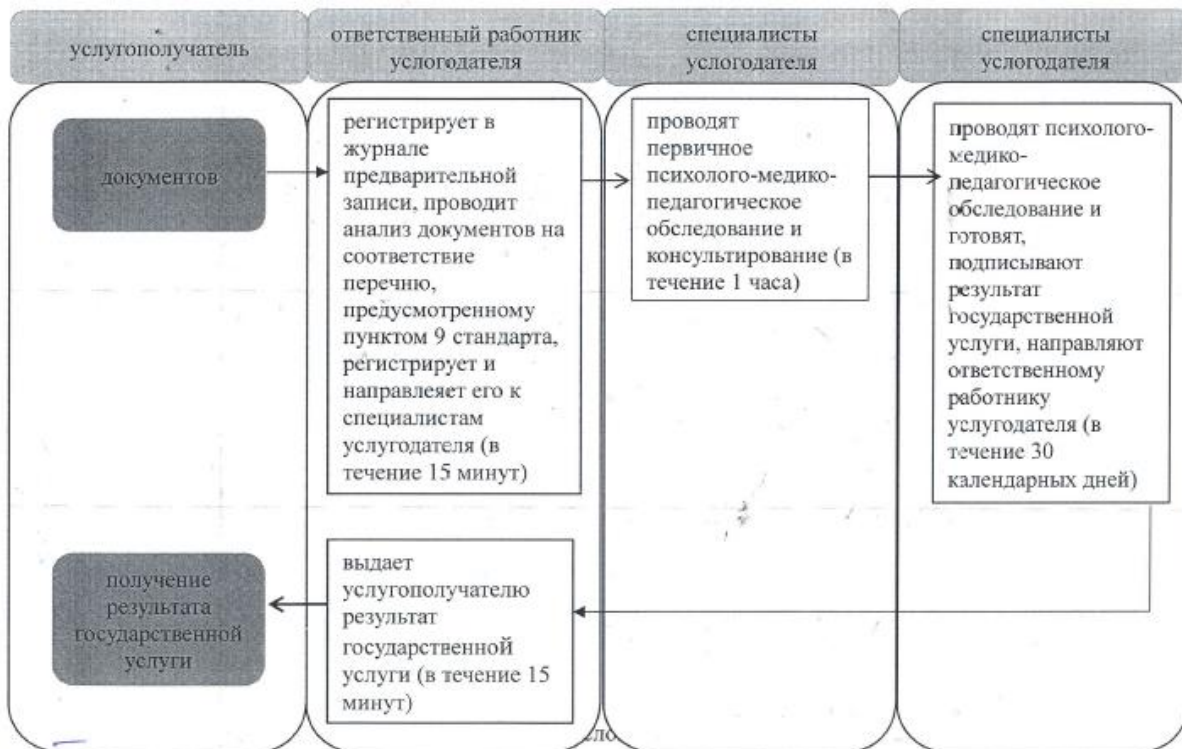 услугополучатель
ответственный работник
услогодателя
специалисты
услогодателя
специалисты
услогодателя
документов
регистрирует в
журнале
предварительной
записи, проводит
анализ документов на
соответствие
перечню,
предусмотренному
пунктом 9 стандарта,
регистрирует и
направлеяет его к
специалистам
услугодателя (в
течение 15 минут)
проводят
первичное
психолого-медико-
педагогическое
обследование и
консультирование (в
течение 1 часа)
проводят психолого-
медико-
педагогическое
обследование и
готовят,
подписывают
результат
государственной
услуги, направляют
ответственному
работнику
услугодателя (в
течение 30
календарных дней)
получение
результата
государственной
услуги
выдает
услугополучателю
результат
государственной
услуги (в течение 15
минут)